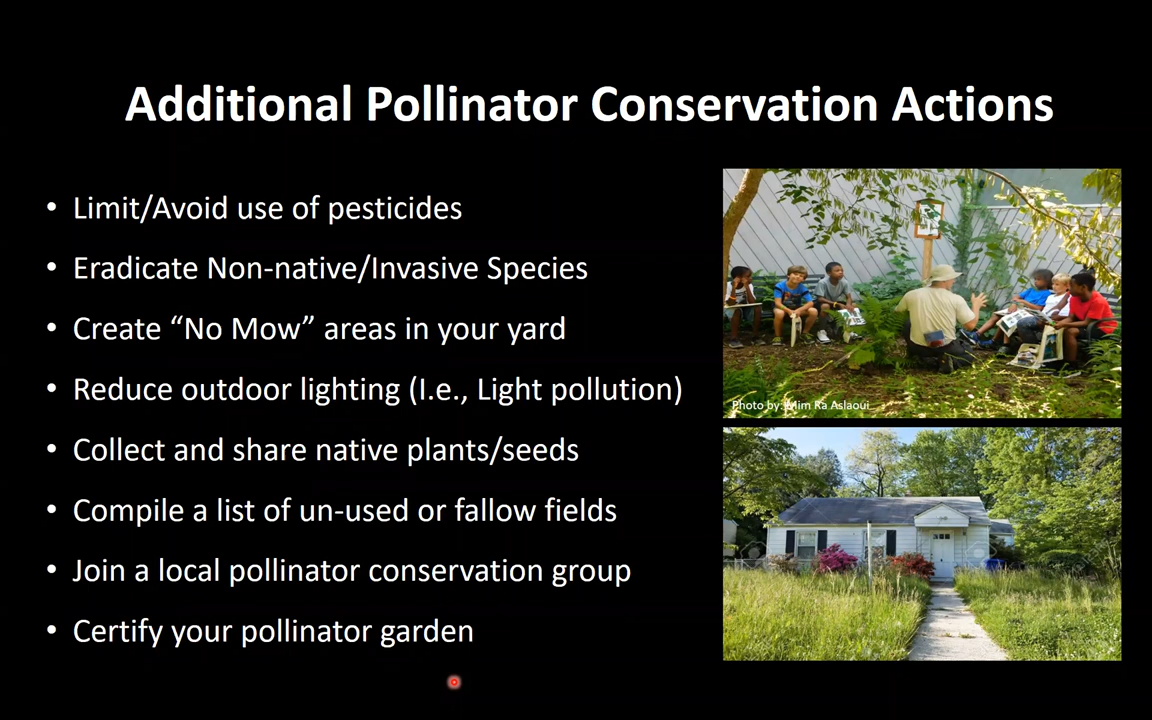 Additional Pollinator Conservation Actions
• Limit/Avoid use of pesticides
• Eradicate Non-native/Invasive Species
• Create “No Mow” areas in your yard
• Reduce outdoor lighting (I.e., Light pollution)
• Collect and share native plants/seeds
• Compile a list of un-used or fallow fields
• Join a local pollinator conservation group
• Certify your pollinator garden
Photo by: Ra Aslaoui